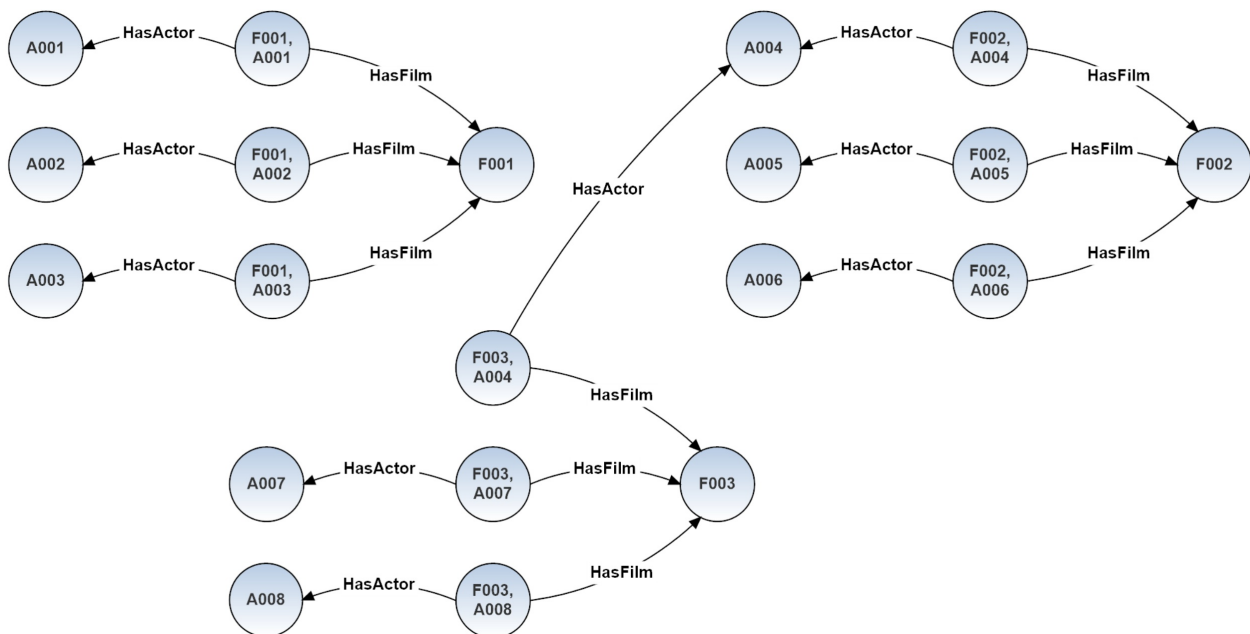 A001
HasActor
F001,
A001
HasFilm
A002
HasActor
F001,
A002
HasFilm
F001
A003
HasActor
F001,
A003
HasFilm
A004
HasActor
F002,
A004
HasFilm
A005
HasActor
F002,
A005
HasFilm
F002
A006
HasActor
F002,
A006
HasFilm
HasActor
F003,
A004
HasFilm
A007
HasActor
F003,
A007
HasFilm
F003
A008
HasActor
F003,
A008
HasFilm